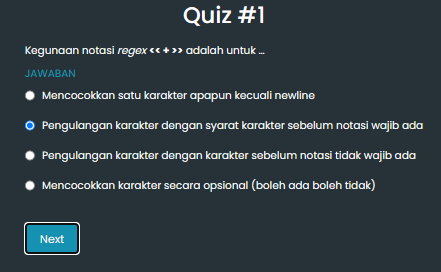 Quiz #1
Kegunaan notasi regex << + >> adalah untuk ...
JAWABAN
Mencocokkan satu karakter apapun kecuali newline
Pengulangan karakter dengan syarat karakter sebelum notasi wajib ada
Pengulangan karakter dengan karakter sebelum notasi tidak wajib ada
Mencocokkan karakter secara opsional (boleh ada boleh tidak)
Next